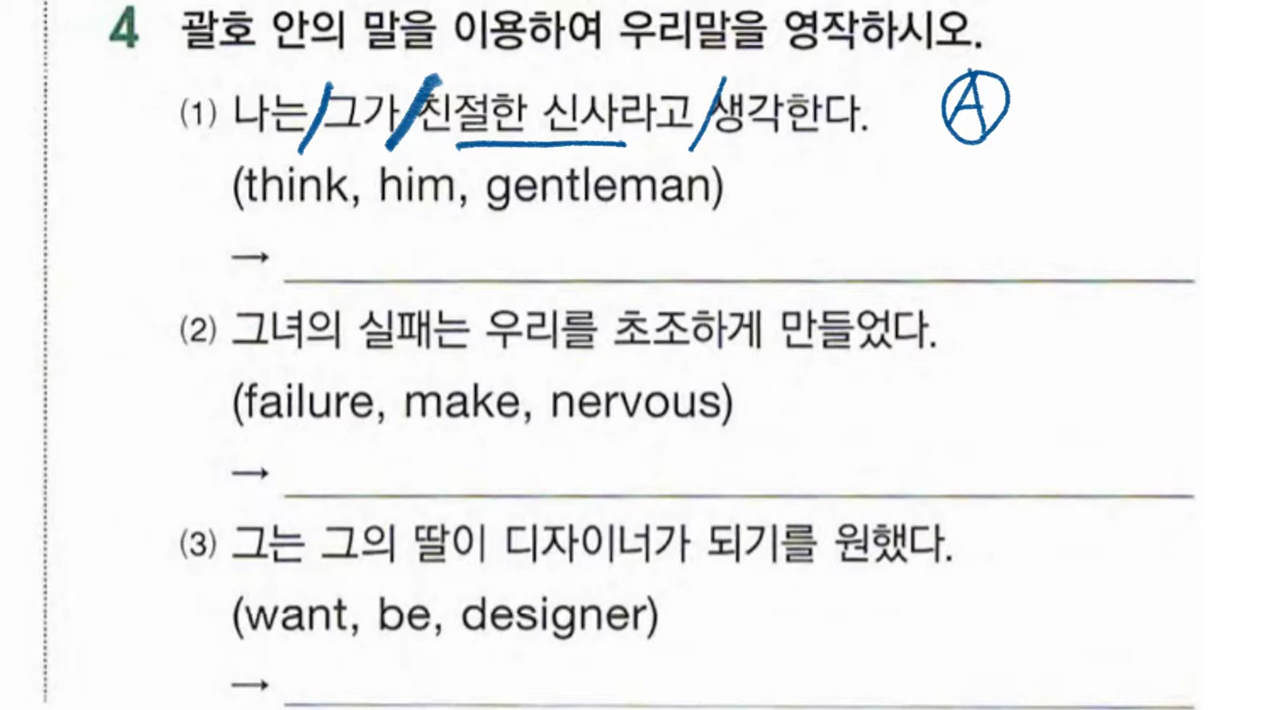 4 괄호 안의 말을 이용하여 우리말을 영작하시오.
(1) 나는 그가 친절한 신사라고 생각한다. A
(think, him, gentleman)
→
(2) 그녀의 실패는 우리를 초조하게 만들었다.
(failure, make, nervous)
→
(3) 그는 그의 딸이 디자이너가 되기를 원했다.
(want, be, designer)
→